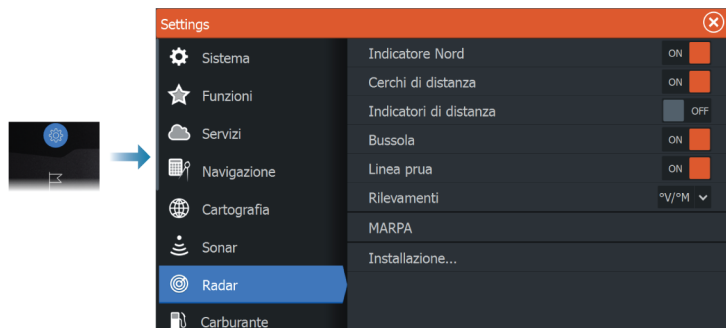 Settings
Sistema
Funzioni
Servizi
Navigazione
Cartografia
Sonar
Radar
Carburante
Indicatore Nord ON
Cerchi di distanza ON
Indicatori di distanza OFF
Bussola ON
Linea prua ON
Rilevamenti °V/°M
MARPA
Installazione...